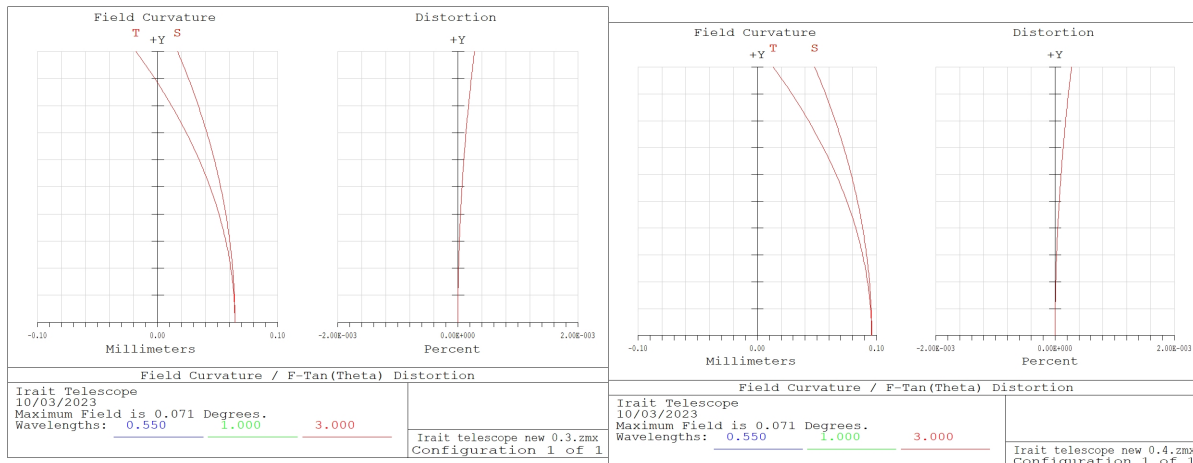 Field Curvature
T +Y S
-0.10 0.00 0.10
Millimeters
Distortion
+Y
-2.00E-003 0.00E+000 2.00E-003
Percent
Field Curvature / F-Tan(Theta) Distortion
Irait Telescope
10/03/2023
Maximum Field is 0.071 Degrees.
Wavelengths: 0.550 1.000 3.000
Irait telescope new 0.3.zmx
Configuration 1 of 1
Field Curvature
+Y T S
-0.10 0.00 0.10
Millimeters
Distortion
+Y
-2.00E-003 0.00E+000 2.00E-003
Percent
Field Curvature / F-Tan(Theta) Distortion
Irait Telescope
10/03/2023
Maximum Field is 0.071 Degrees.
Wavelengths: 0.550 1.000 3.000
Irait telescope new 0.4.zmx
Configuration 1 of 1